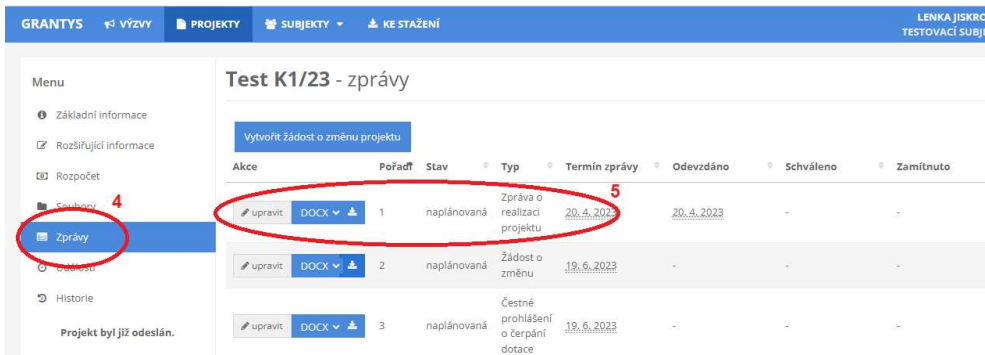 GRANTYS VÝZVY PROJEKTY SUBJEKTY KE STAŽENÍ
LENKA JISKRO
TESTOVACÍ SUBJ
Menu
Základní informace
Rozšiřující informace
Rozpočet
Soubory 4
Zprávy
Události
Historie
Projekt byl již odeslán.
Test K1/23 - zprávy
Vytvořit žádost o změnu projektu
Akce Pořadí Stav Typ Termín zprávy Odevzdáno Schváleno Zamítnuto
5
upravit DOCX 1 naplánovaná Zpráva o realizaci projektu 20. 4. 2023 20. 4. 2023 - -
upravit DOCX 2 naplánovaná Žádost o změnu 19. 6. 2023 - - -
upravit DOCX 3 naplánovaná Čestné prohlášení o čerpání dotace 19. 6. 2023 - - -